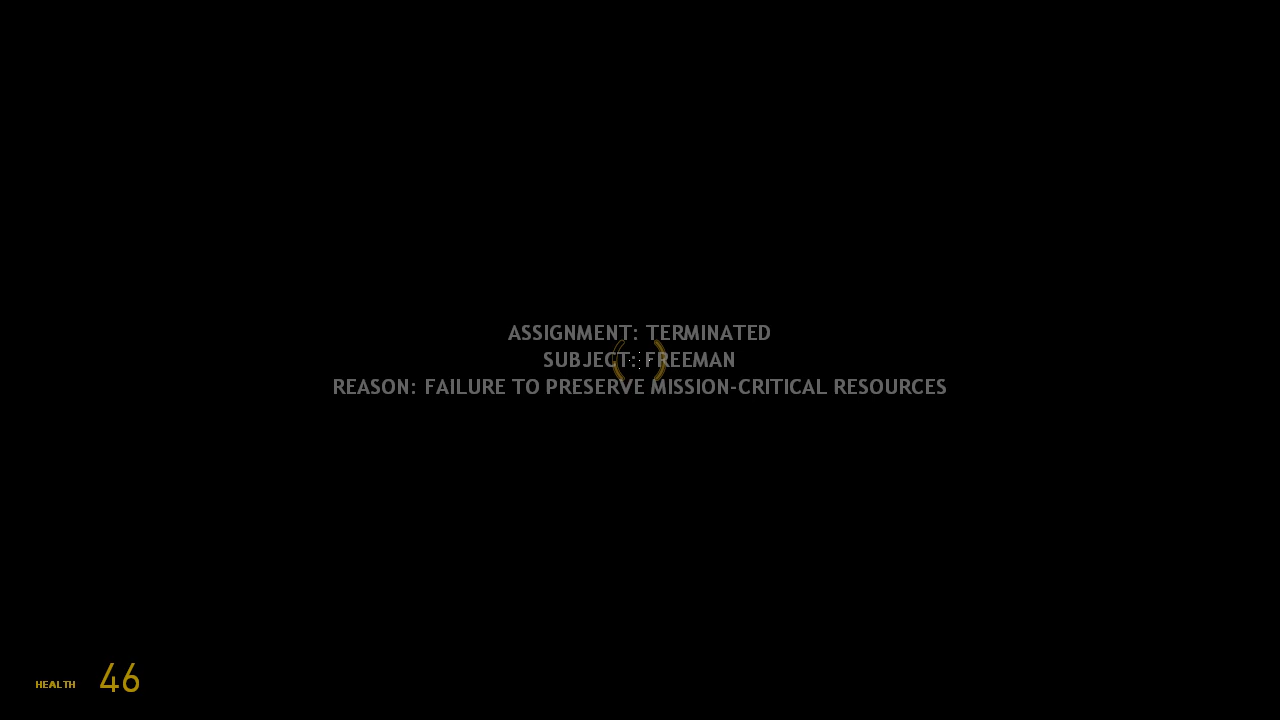 ASSIGNMENT: TERMINATED
SUBJECT: FREEMAN
REASON: FAILURE TO PRESERVE MISSION-CRITICAL RESOURCES
HEALTH 46